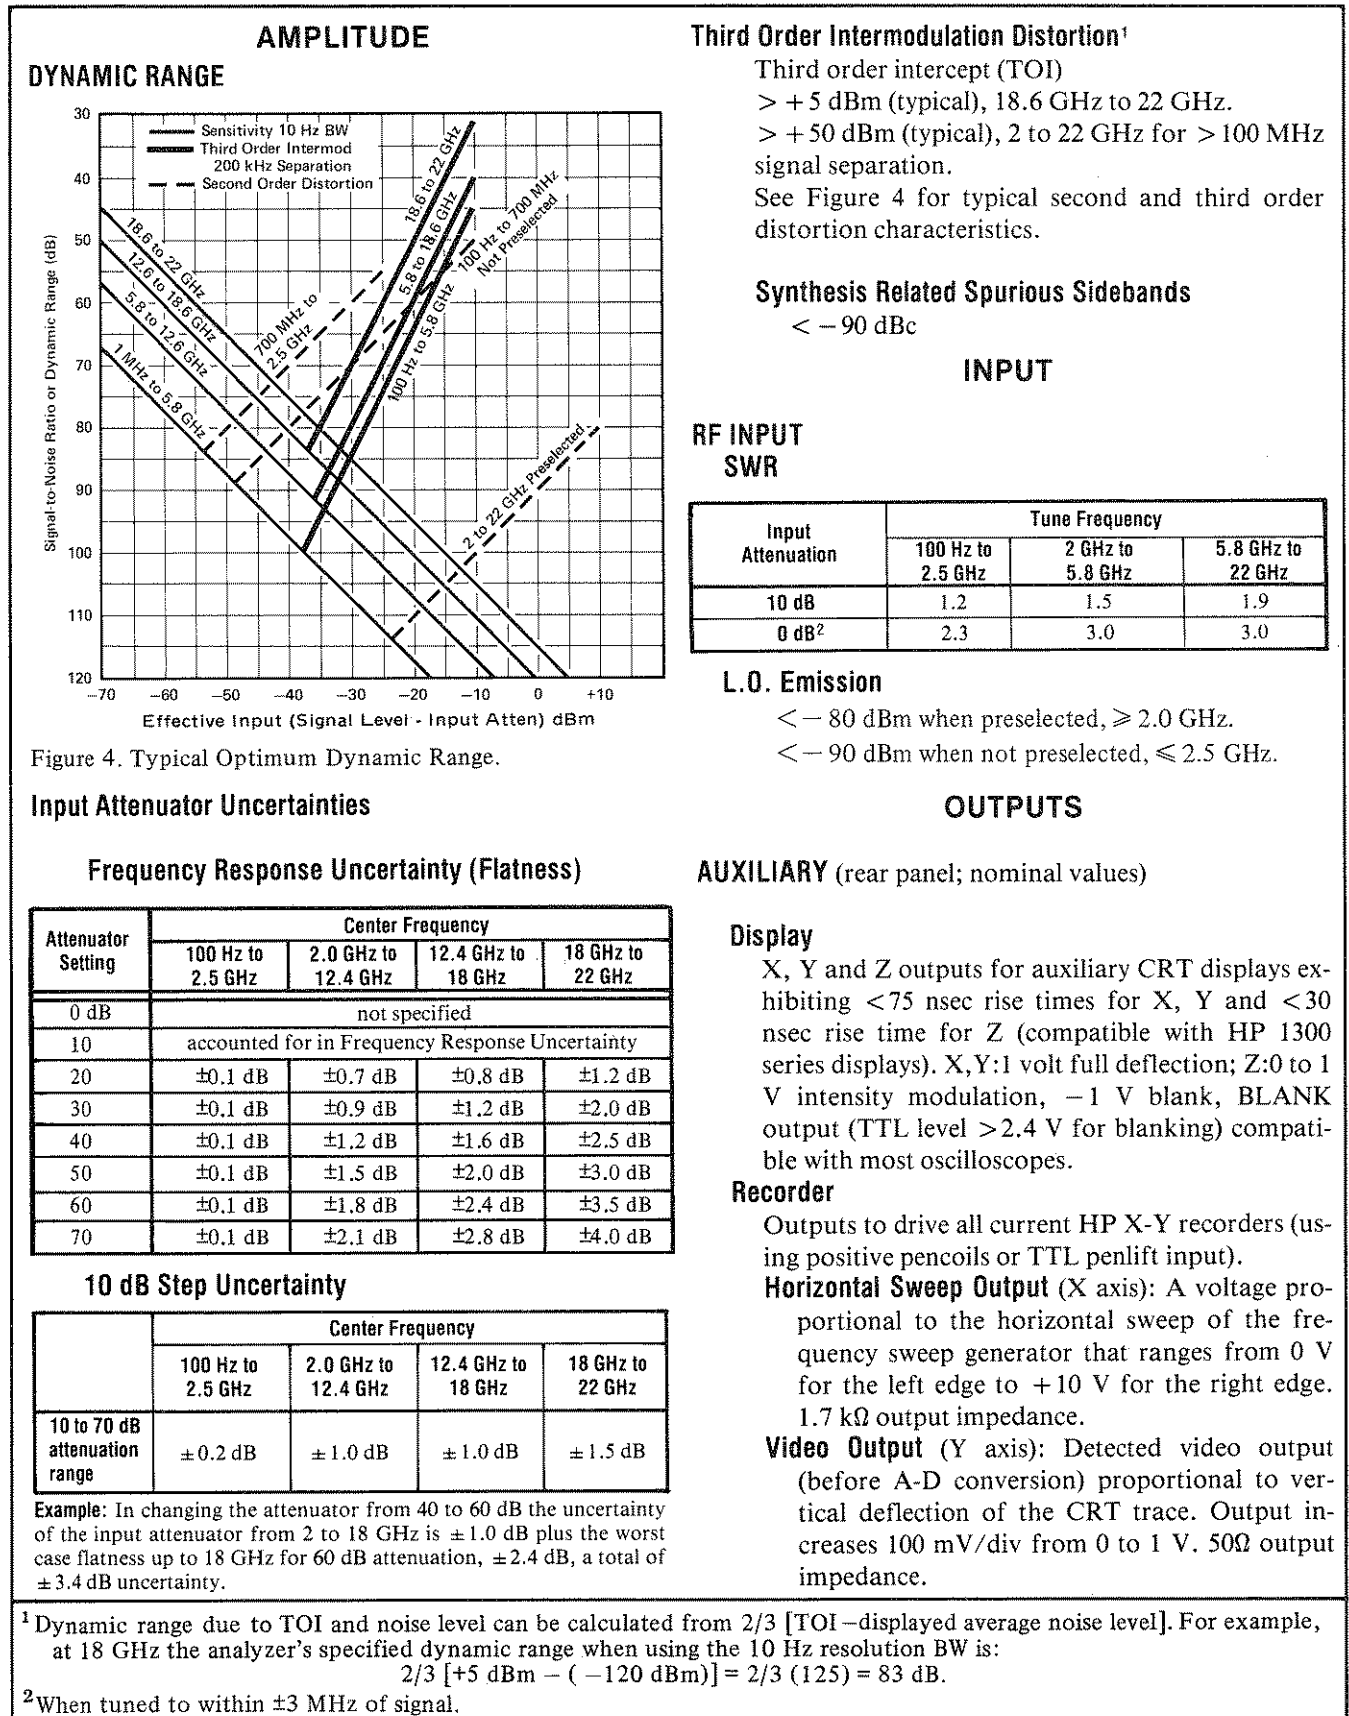 AMPLITUDE
DYNAMIC RANGE
Signal-to-Noise Ratio or Dynamic Range (dB)
30
40
50
60
70
80
90
100
110
120
Sensitivity 10 Hz BW
Third Order Intermod
200 kHz Separation
Second Order Distortion
18.6 to 22 GHz
12.6 to 18.6 GHz
5.8 to 12.6 GHz
1 MHz to 5.8 GHz
700 MHz to
2.5 GHz
18.6 to 22 GHz
5.8 to 18.6 GHz
100 Hz to 5.8 GHz
100 Hz to 700 MHz
Not Preselected
2 to 22 GHz Preselected
−70 −60 −50 −40 −30 −20 −10 0 +10
Effective Input (Signal Level - Input Atten) dBm
Figure 4. Typical Optimum Dynamic Range.
Input Attenuator Uncertainties
Frequency Response Uncertainty (Flatness)
Attenuator Setting
Center Frequency
100 Hz to 2.5 GHz
2.0 GHz to 12.4 GHz
12.4 GHz to 18 GHz
18 GHz to 22 GHz
0 dB not specified
10 accounted for in Frequency Response Uncertainty
20 ±0.1 dB ±0.7 dB ±0.8 dB ±1.2 dB
30 ±0.1 dB ±0.9 dB ±1.2 dB ±2.0 dB
40 ±0.1 dB ±1.2 dB ±1.6 dB ±2.5 dB
50 ±0.1 dB ±1.5 dB ±2.0 dB ±3.0 dB
60 ±0.1 dB ±1.8 dB ±2.4 dB ±3.5 dB
70 ±0.1 dB ±2.1 dB ±2.8 dB ±4.0 dB
10 dB Step Uncertainty
Center Frequency
100 Hz to 2.5 GHz
2.0 GHz to 12.4 GHz
12.4 GHz to 18 GHz
18 GHz to 22 GHz
10 to 70 dB attenuation range ±0.2 dB ±1.0 dB ±1.0 dB ±1.5 dB
Example: In changing the attenuator from 40 to 60 dB the uncertainty
of the input attenuator from 2 to 18 GHz is ±1.0 dB plus the worst
case flatness up to 18 GHz for 60 dB attenuation, ±2.4 dB, a total of
±3.4 dB uncertainty.
Third Order Intermodulation Distortion¹
Third order intercept (TOI)
> +5 dBm (typical), 18.6 GHz to 22 GHz.
> +50 dBm (typical), 2 to 22 GHz for >100 MHz
signal separation.
See Figure 4 for typical second and third order
distortion characteristics.
Synthesis Related Spurious Sidebands
< −90 dBc
INPUT
RF INPUT
SWR
Input Attenuation
Tune Frequency
100 Hz to 2.5 GHz
2 GHz to 5.8 GHz
5.8 GHz to 22 GHz
10 dB 1.2 1.5 1.9
0 dB² 2.3 3.0 3.0
L.O. Emission
<− 80 dBm when preselected, ⩾ 2.0 GHz.
<− 90 dBm when not preselected, ⩽ 2.5 GHz.
OUTPUTS
AUXILIARY (rear panel; nominal values)
Display
X, Y and Z outputs for auxiliary CRT displays ex-
hibiting <75 nsec rise times for X, Y and <30
nsec rise time for Z (compatible with HP 1300
series displays). X,Y:1 volt full deflection; Z:0 to 1
V intensity modulation, −1 V blank, BLANK
output (TTL level >2.4 V for blanking) compati-
ble with most oscilloscopes.
Recorder
Outputs to drive all current HP X-Y recorders (us-
ing positive pencoils or TTL penlift input).
Horizontal Sweep Output (X axis): A voltage pro-
portional to the horizontal sweep of the fre-
quency sweep generator that ranges from 0 V
for the left edge to +10 V for the right edge.
1.7 kΩ output impedance.
Video Output (Y axis): Detected video output
(before A-D conversion) proportional to ver-
tical deflection of the CRT trace. Output in-
creases 100 mV/div from 0 to 1 V. 50Ω output
impedance.
¹Dynamic range due to TOI and noise level can be calculated from 2/3 [TOI−displayed average noise level]. For example,
at 18 GHz the analyzer's specified dynamic range when using the 10 Hz resolution BW is:
2/3 [+5 dBm − ( −120 dBm)] = 2/3 (125) = 83 dB.
²When tuned to within ±3 MHz of signal.